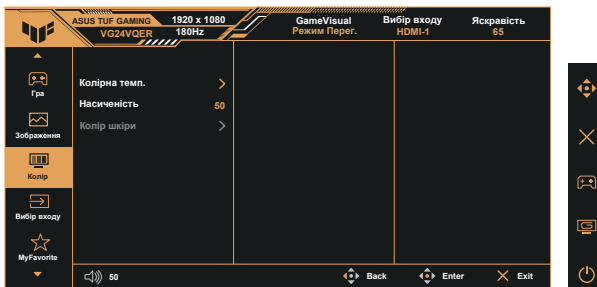 ASUS TUF GAMING
VG24VQER
1920 x 1080
180Hz
GameVisual
Режим Перег.
Вибір входу
HDMI-1
Яскравість
65
Гра
Зображення
Колір
Вибір входу
MyFavorite
Колірна темп.
Насиченість 50
Колір шкіри
50
Back
Enter
Exit